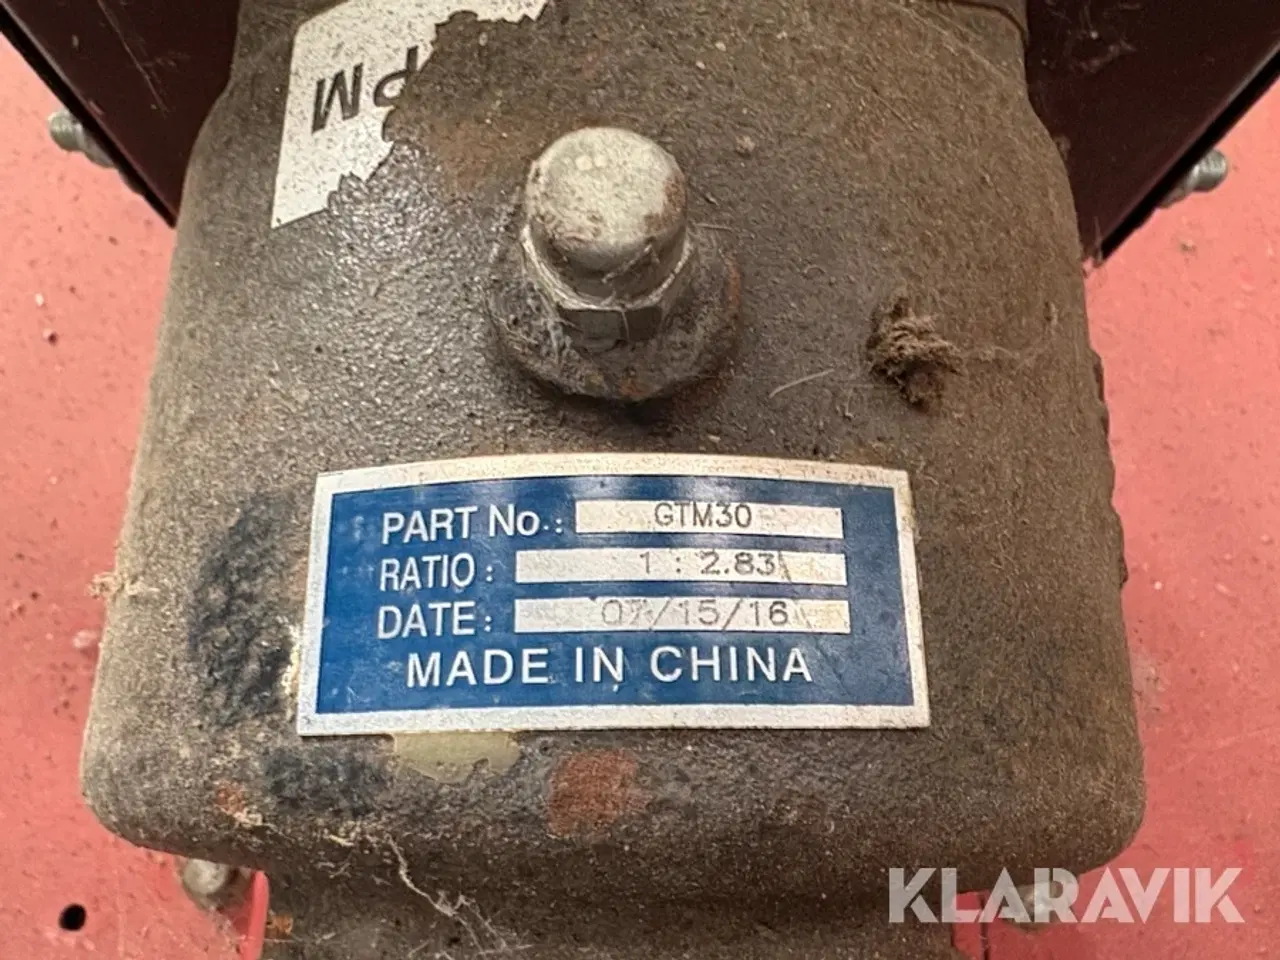 PM
PART No.: GTM30
RATIO: 1 : 2.83
DATE: 07/15/16
MADE IN CHINA
KLARAVIK